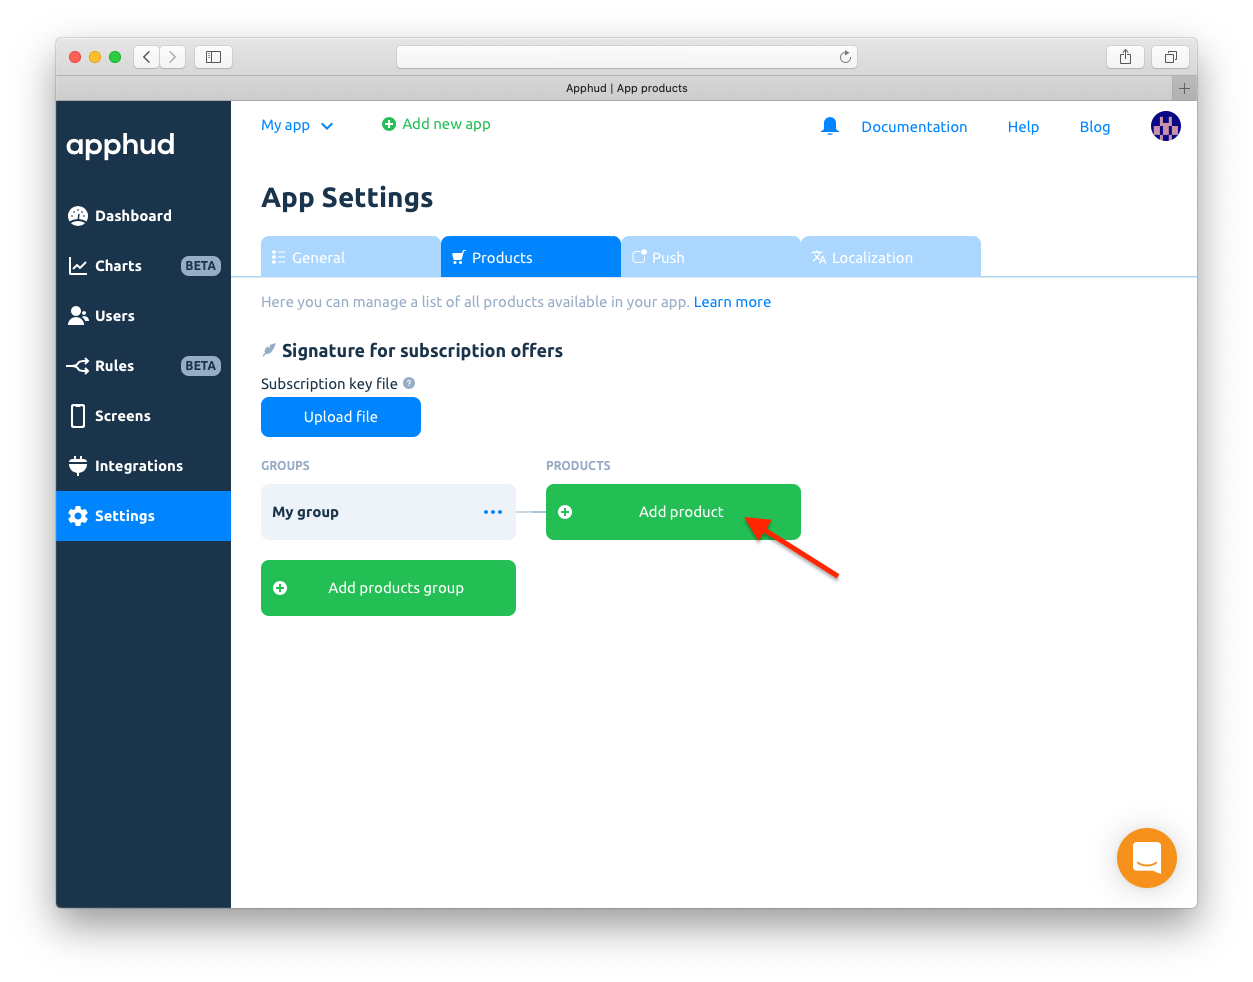 Apphud | App products
apphud
My app
Add new app
Documentation
Help
Blog
Dashboard
Charts
BETA
Users
Rules
BETA
Screens
Integrations
Settings
App Settings
General
Products
Push
Localization
Here you can manage a list of all products available in your app. Learn more
Signature for subscription offers
Subscription key file ?
Upload file
GROUPS
PRODUCTS
My group
Add product
Add products group